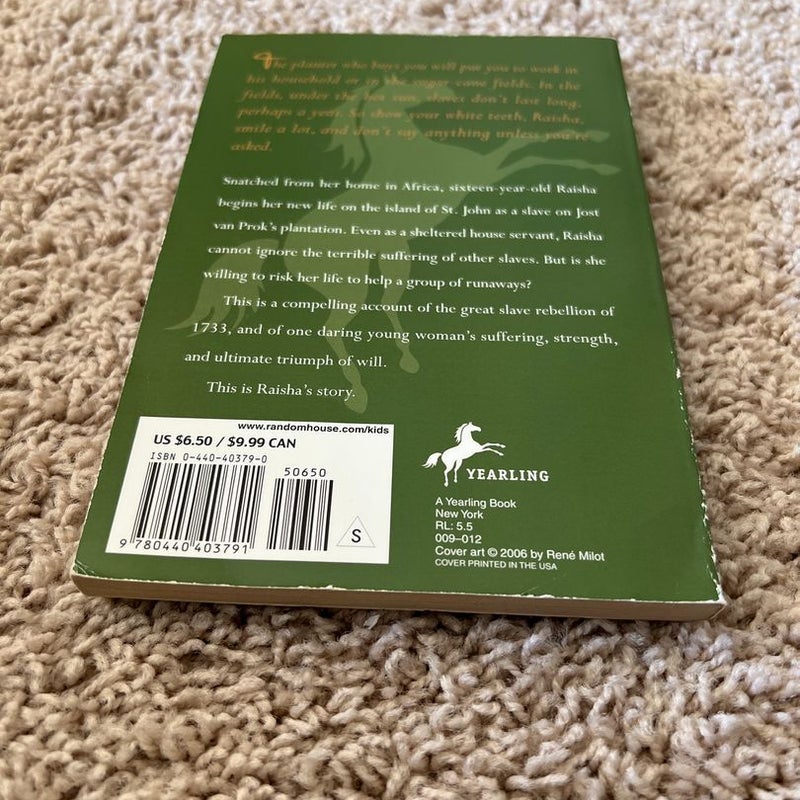 The planter who buys you will put you to work in
his household or in the sugar cane fields. In the
fields, under the hot sun, slaves don't last long,
perhaps a year. So show your white teeth, Raisha,
smile a lot, and don't say anything unless you're
asked.
Snatched from her home in Africa, sixteen-year-old Raisha
begins her new life on the island of St. John as a slave on Jost
van Prok's plantation. Even as a sheltered house servant, Raisha
cannot ignore the terrible suffering of other slaves. But is she
willing to risk her life to help a group of runaways?
This is a compelling account of the great slave rebellion of
1733, and of one daring young woman's suffering, strength,
and ultimate triumph of will.
This is Raisha's story.
www.randomhouse.com/kids
US $6.50 / $9.99 CAN
ISBN 0-440-40379-0
50650
9 780440 403791
S
YEARLING
A Yearling Book
New York
RL: 5.5
009–012
Cover art © 2006 by René Milot
COVER PRINTED IN THE USA